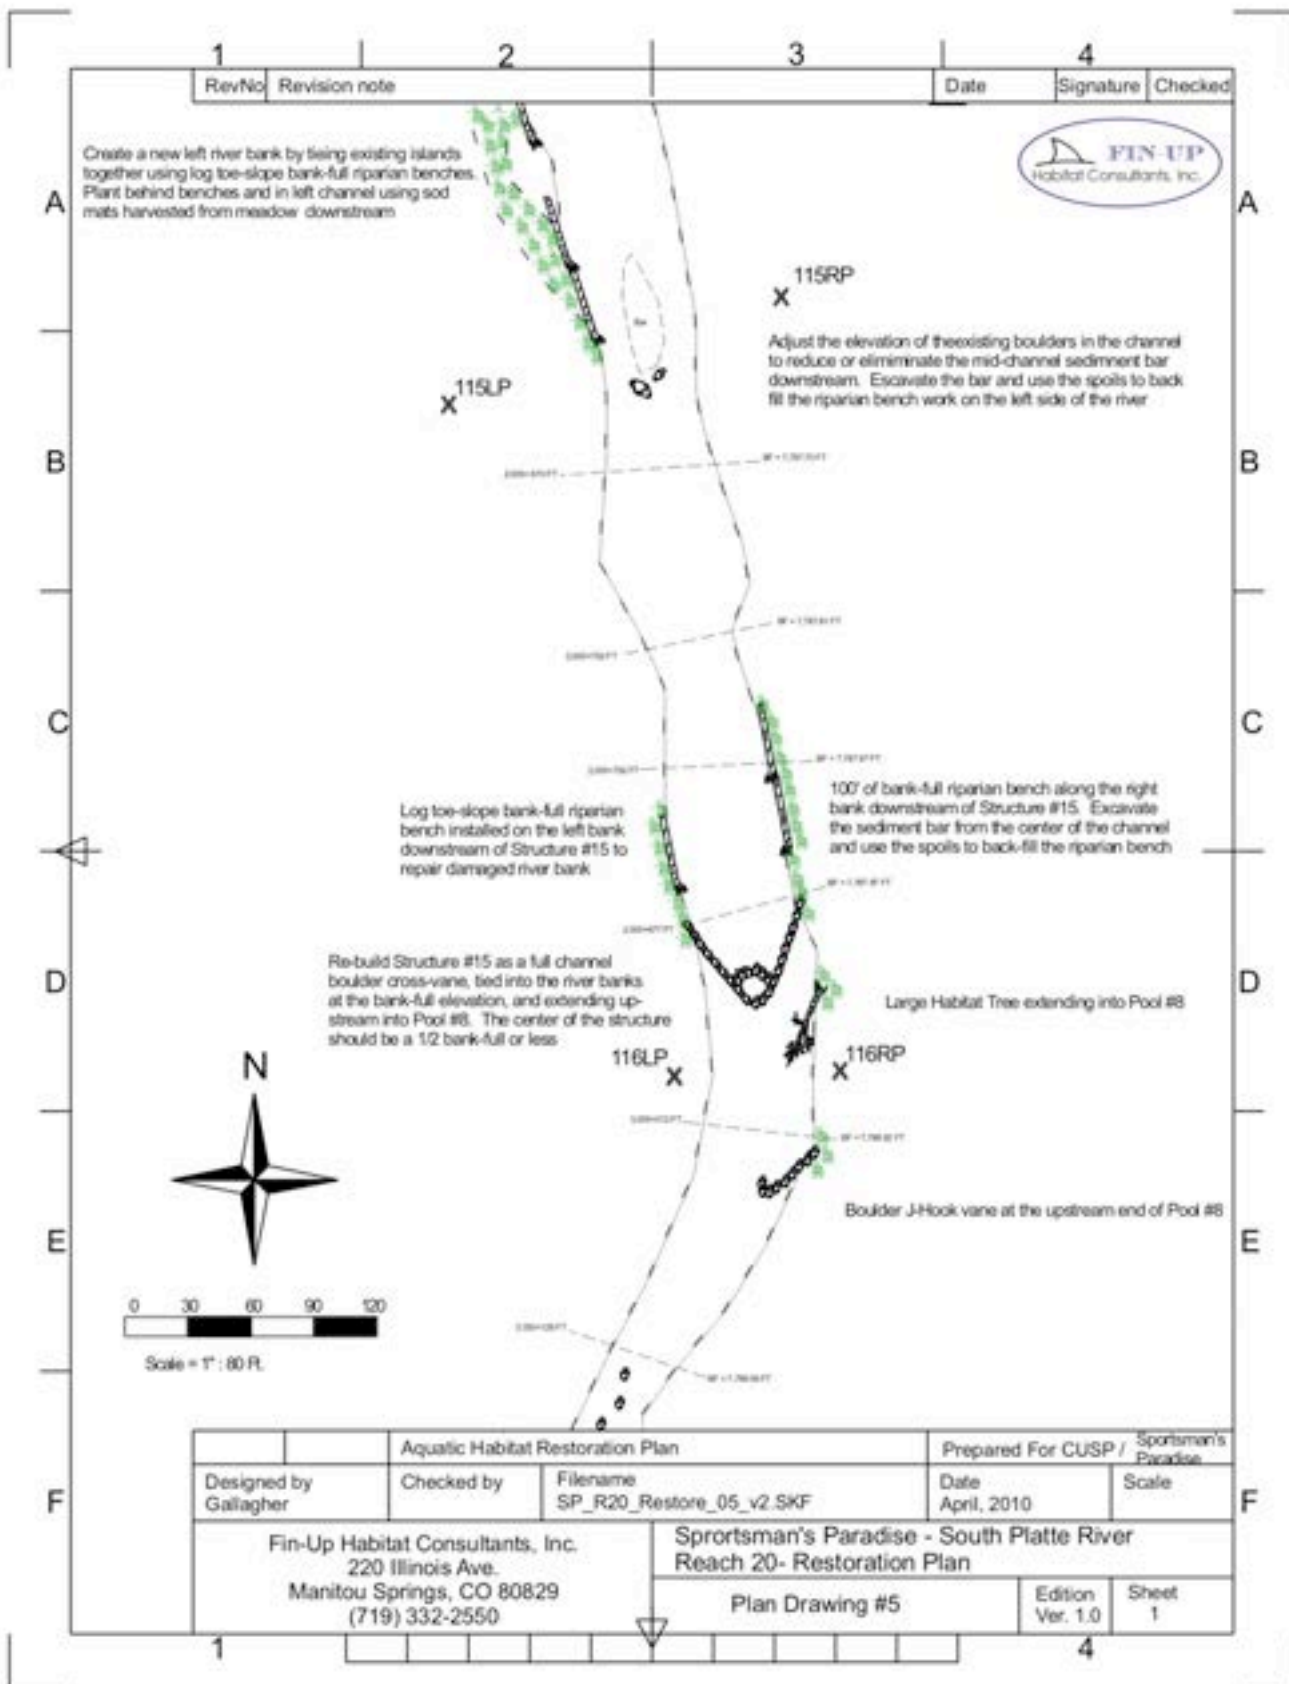 1 2 3 4
RevNo Revision note Date Signature Checked
FIN-UP
Habitat Consultants, Inc.
Create a new left river bank by tieing existing islands
together using log toe-slope bank-full riparian benches.
Plant behind benches and in left channel using sod
mats harvested from meadow downstream
A A
115RP
X
Adjust the elevation of theexisting boulders in the channel
to reduce or elimiminate the mid-channel sedimnent bar
downstream. Escavate the bar and use the spoils to back
fill the riparian bench work on the left side of the river
115LP
X
B B
C C
100' of bank-full riparian bench along the right
bank downstream of Structure #15. Excavate
the sediment bar from the center of the channel
and use the spoils to back-fill the riparian bench
Log toe-slope bank-full riparian
bench installed on the left bank
downstream of Structure #15 to
repair damaged river bank
Re-build Structure #15 as a full channel
boulder cross-vane, tied into the river banks
at the bank-full elevation, and extending up-
stream into Pool #8. The center of the structure
should be a 1/2 bank-full or less
D D
Large Habitat Tree extending into Pool #8
116LP
X
116RP
X
N
Boulder J-Hook vane at the upstream end of Pool #8
E E
0 30 60 90 120
Scale = 1" : 80 Ft.
Aquatic Habitat Restoration Plan
Prepared For CUSP / Sportsman's
Paradise
Designed by
Gallagher
Checked by
Filename
SP_R20_Restore_05_v2.SKF
Date
April, 2010
Scale
F F
Fin-Up Habitat Consultants, Inc.
220 Illinois Ave.
Manitou Springs, CO 80829
(719) 332-2550
Sprortsman's Paradise - South Platte River
Reach 20- Restoration Plan
Plan Drawing #5
Edition
Ver. 1.0
Sheet
1
1 4